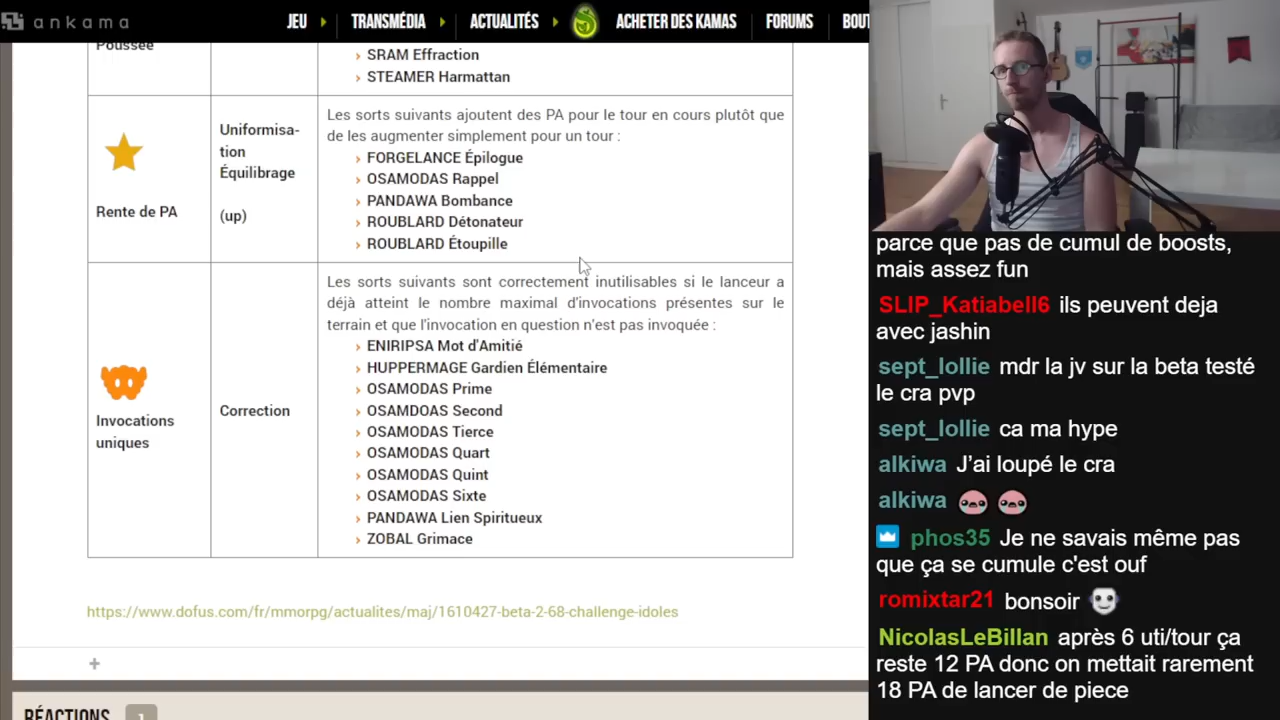 ankama
JEU
TRANSMÉDIA
ACTUALITÉS
ACHETER DES KAMAS
FORUMS
BOUT
Poussée
SRAM Effraction
STEAMER Harmattan
Rente de PA
Uniformisa-
tion
Équilibrage
(up)
Les sorts suivants ajoutent des PA pour le tour en cours plutôt que
de les augmenter simplement pour un tour :
FORGELANCE Épilogue
OSAMODAS Rappel
PANDAWA Bombance
ROUBLARD Détonateur
ROUBLARD Étoupille
Invocations
uniques
Correction
Les sorts suivants sont correctement inutilisables si le lanceur a
déjà atteint le nombre maximal d'invocations présentes sur le
terrain et que l'invocation en question n'est pas invoquée :
ENIRIPSA Mot d'Amitié
HUPPERMAGE Gardien Élémentaire
OSAMODAS Prime
OSAMDOAS Second
OSAMODAS Tierce
OSAMODAS Quart
OSAMODAS Quint
OSAMODAS Sixte
PANDAWA Lien Spiritueux
ZOBAL Grimace
https://www.dofus.com/fr/mmorpg/actualites/maj/1610427-beta-2-68-challenge-idoles
+
RÉACTIONS 1
parce que pas de cumul de boosts,
mais assez fun
SLIP_Katiabell6 ils peuvent deja
avec jashin
sept_lollie mdr la jv sur la beta testé
le cra pvp
sept_lollie ca ma hype
alkiwa J'ai loupé le cra
alkiwa
phos35 Je ne savais même pas
que ça se cumule c'est ouf
romixtar21 bonsoir
NicolasLeBillan après 6 uti/tour ça
reste 12 PA donc on mettait rarement
18 PA de lancer de piece